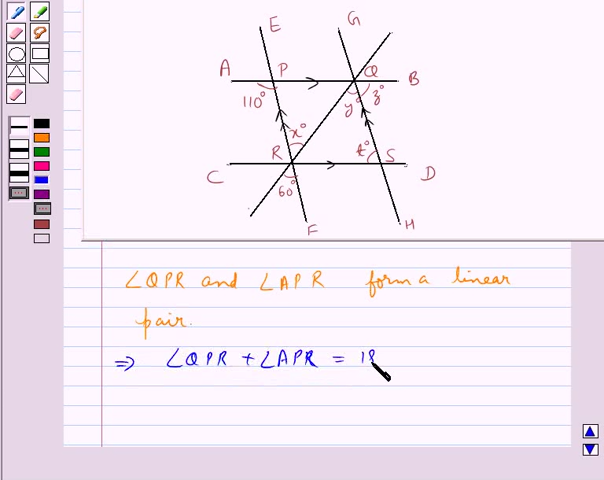 E
G
A
P
Q
B
110°
y°
z°
x°
R
t°
S
C
D
60°
F
H
∠QPR and ∠APR form a linear
pair.
⇒ ∠QPR + ∠APR = 18